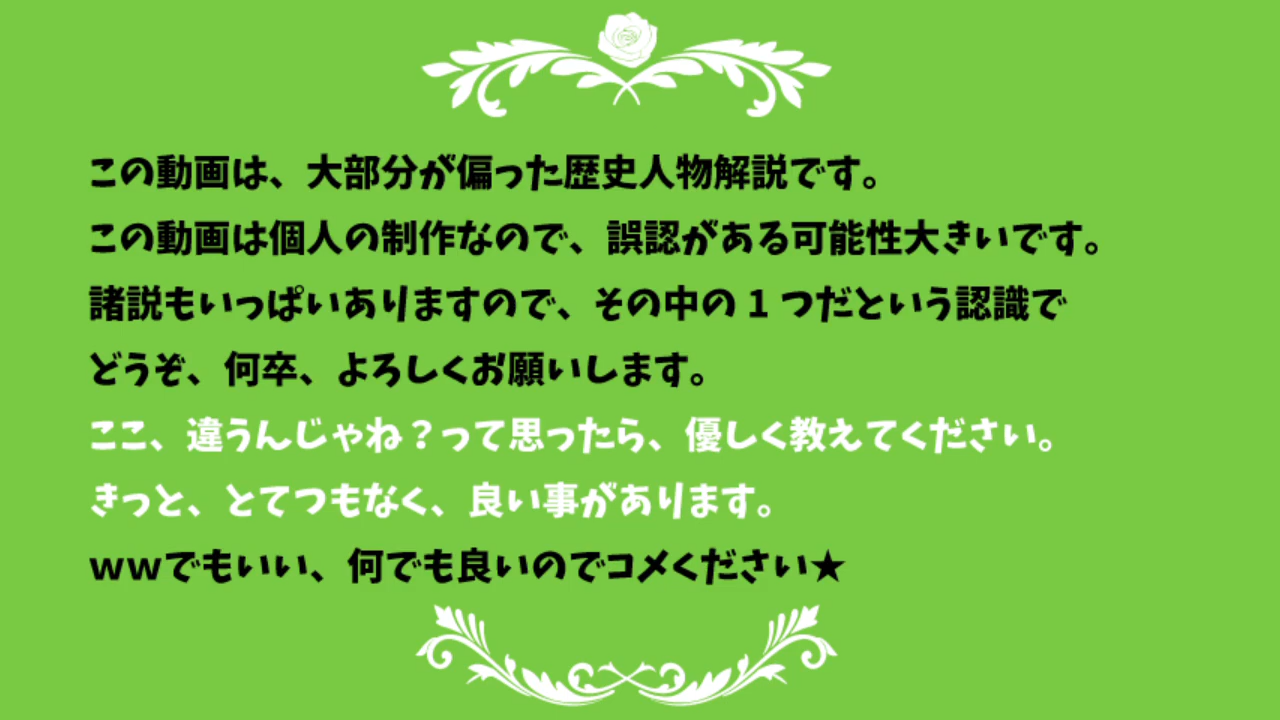 この動画は、大部分が偏った歴史人物解説です。
この動画は個人の制作なので、誤認がある可能性大きいです。
諸説もいっぱいありますので、その中の1つだという認識で
どうぞ、何卒、よろしくお願いします。
ここ、違うんじゃね？って思ったら、優しく教えてください。
きっと、とてつもなく、良い事があります。
wwでもいい、何でも良いのでコメください★